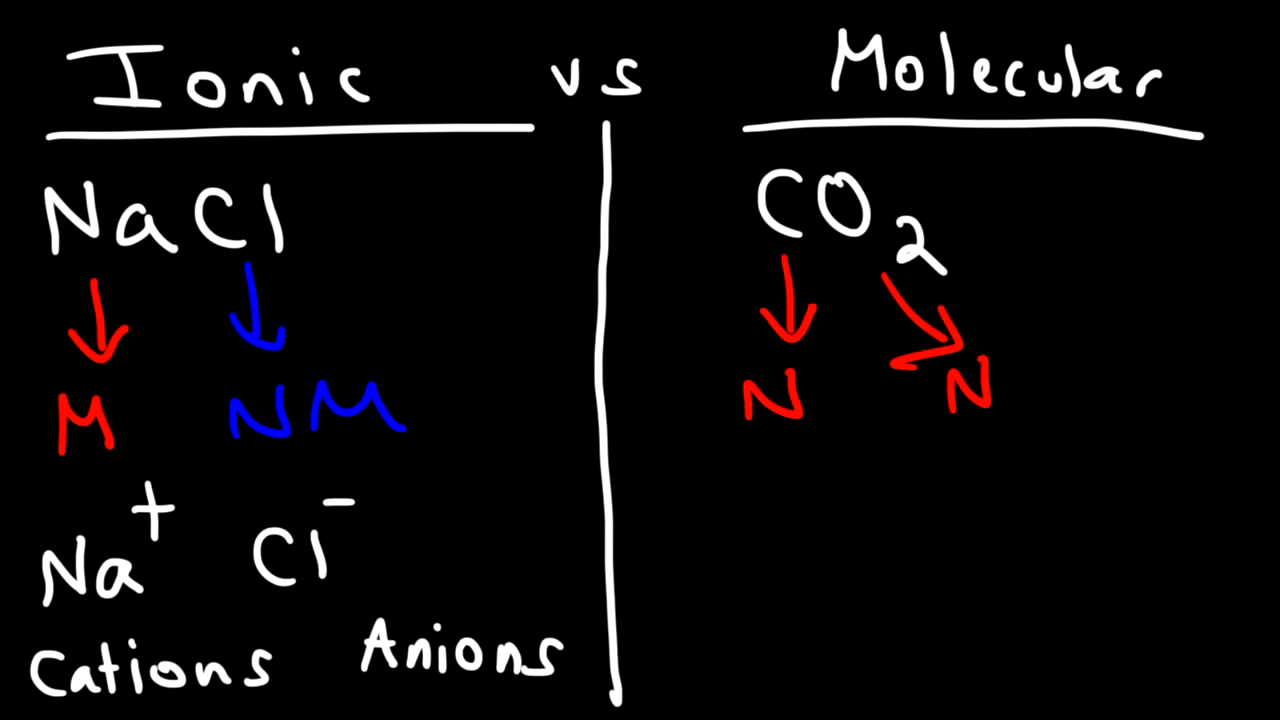 Ionic vs Molecular
NaCl
CO₂
M NM
N N
Na⁺ Cl⁻
Cations Anions